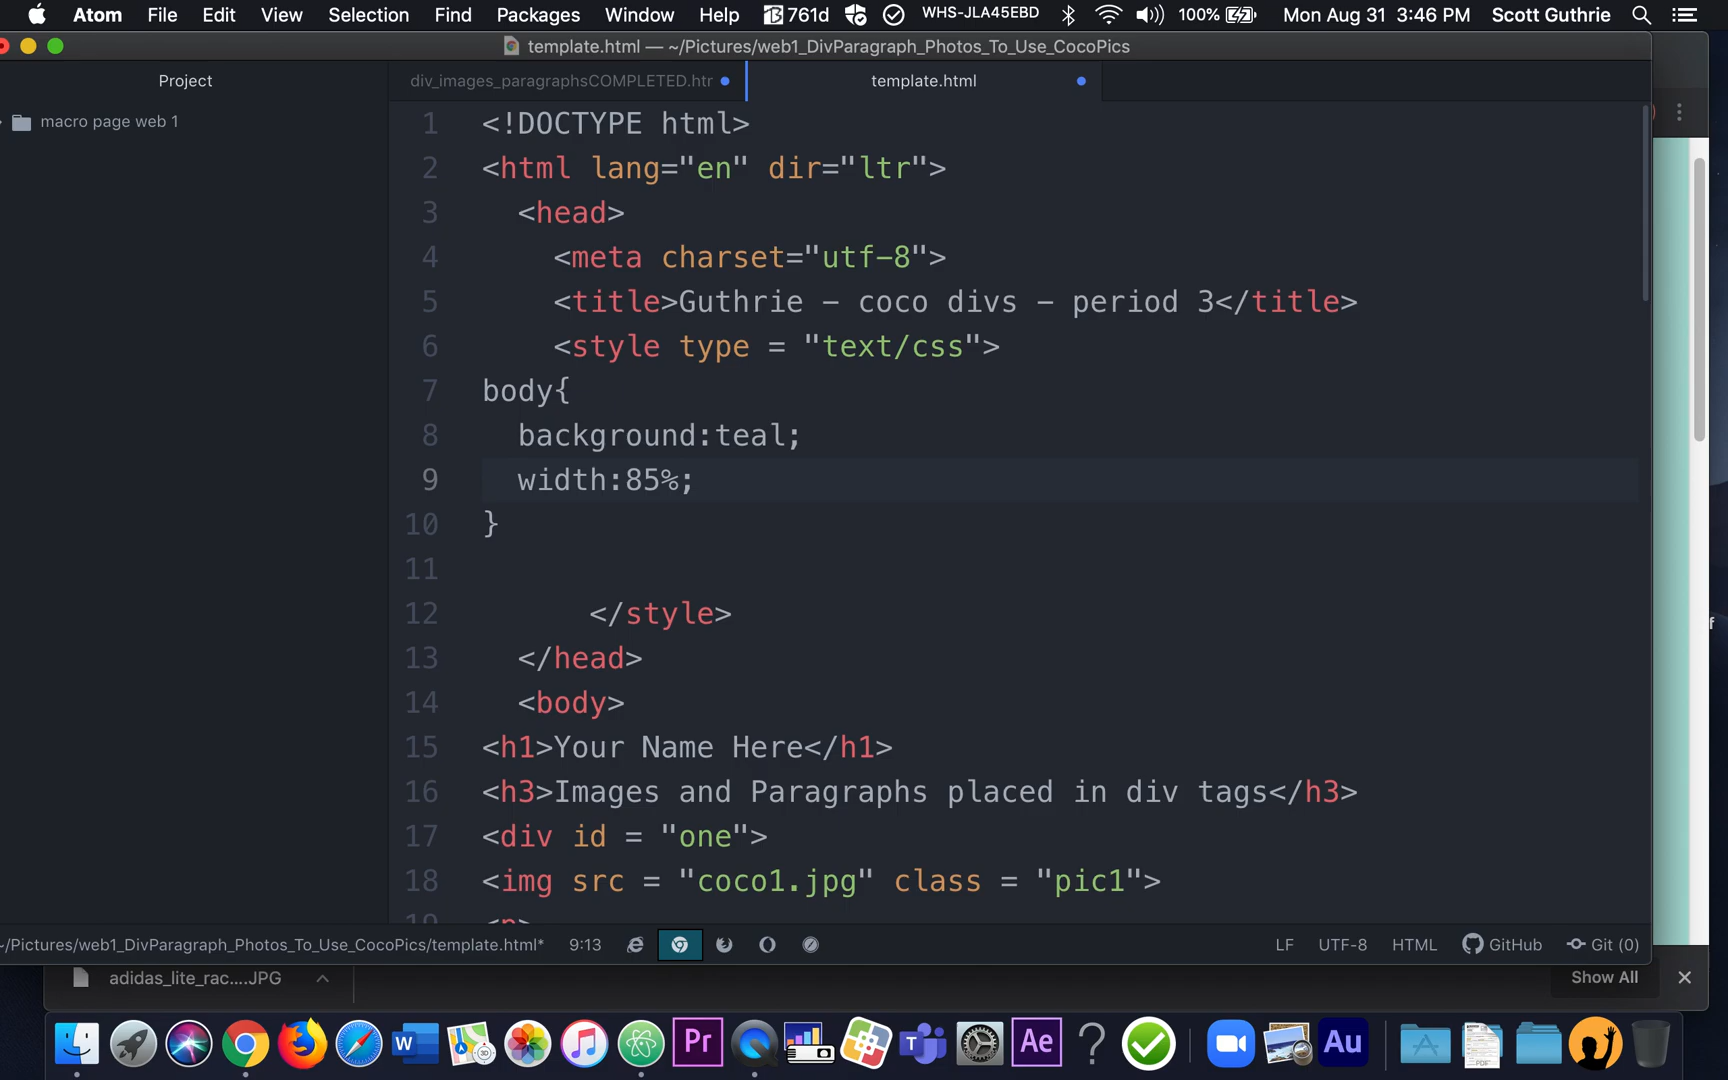 Atom File Edit View Selection Find Packages Window Help 761d WHS-JLA45EBD 100% Mon Aug 31 3:46 PM Scott Guthrie
template.html — ~/Pictures/web1_DivParagraph_Photos_To_Use_CocoPics
Project div_images_paragraphsCOMPLETED.htr template.html
macro page web 1
1 <!DOCTYPE html>
2 <html lang="en" dir="ltr">
3 <head>
4 <meta charset="utf-8">
5 <title>Guthrie - coco divs - period 3</title>
6 <style type = "text/css">
7 body{
8 background:teal;
9 width:85%;
10 }
11
12 </style>
13 </head>
14 <body>
15 <h1>Your Name Here</h1>
16 <h3>Images and Paragraphs placed in div tags</h3>
17 <div id = "one">
18 <img src = "coco1.jpg" class = "pic1">
19 <p>
~/Pictures/web1_DivParagraph_Photos_To_Use_CocoPics/template.html* 9:13 LF UTF-8 HTML GitHub Git (0)
adidas_lite_rac....JPG Show All
W 3D Pr T Ae ? Au PDF